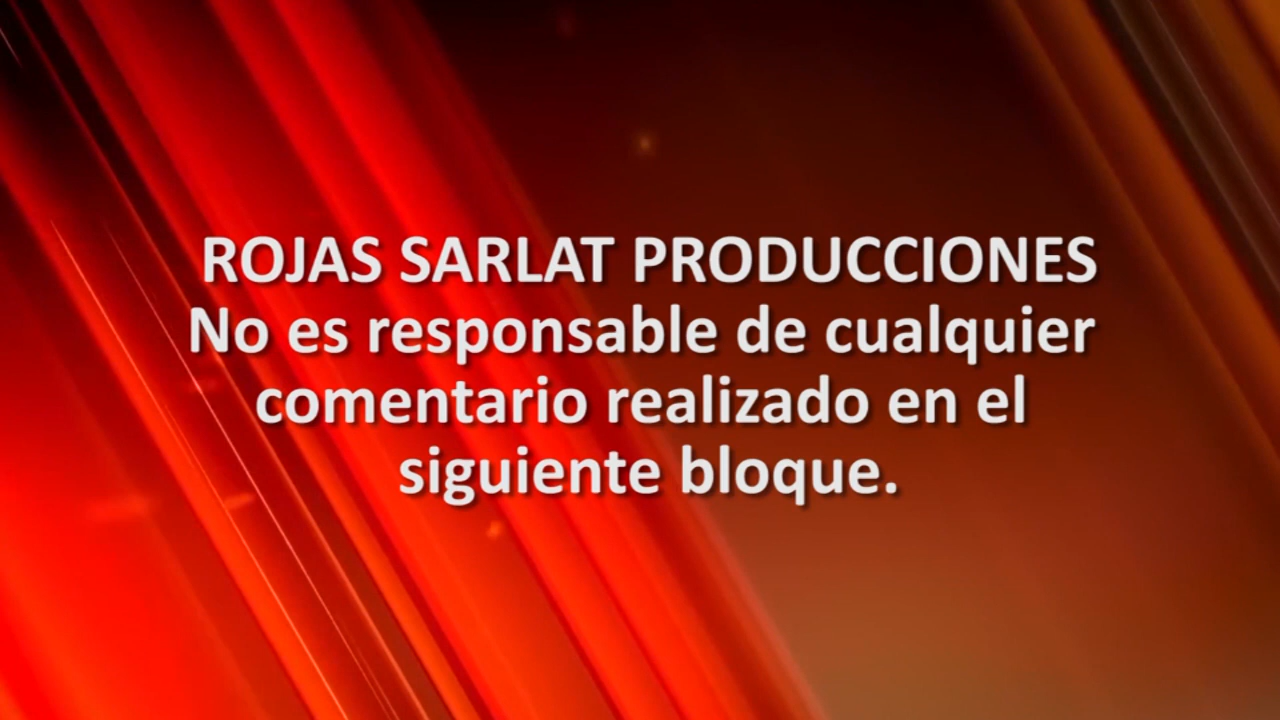 ROJAS SARLAT PRODUCCIONES
No es responsable de cualquier
comentario realizado en el
siguiente bloque.